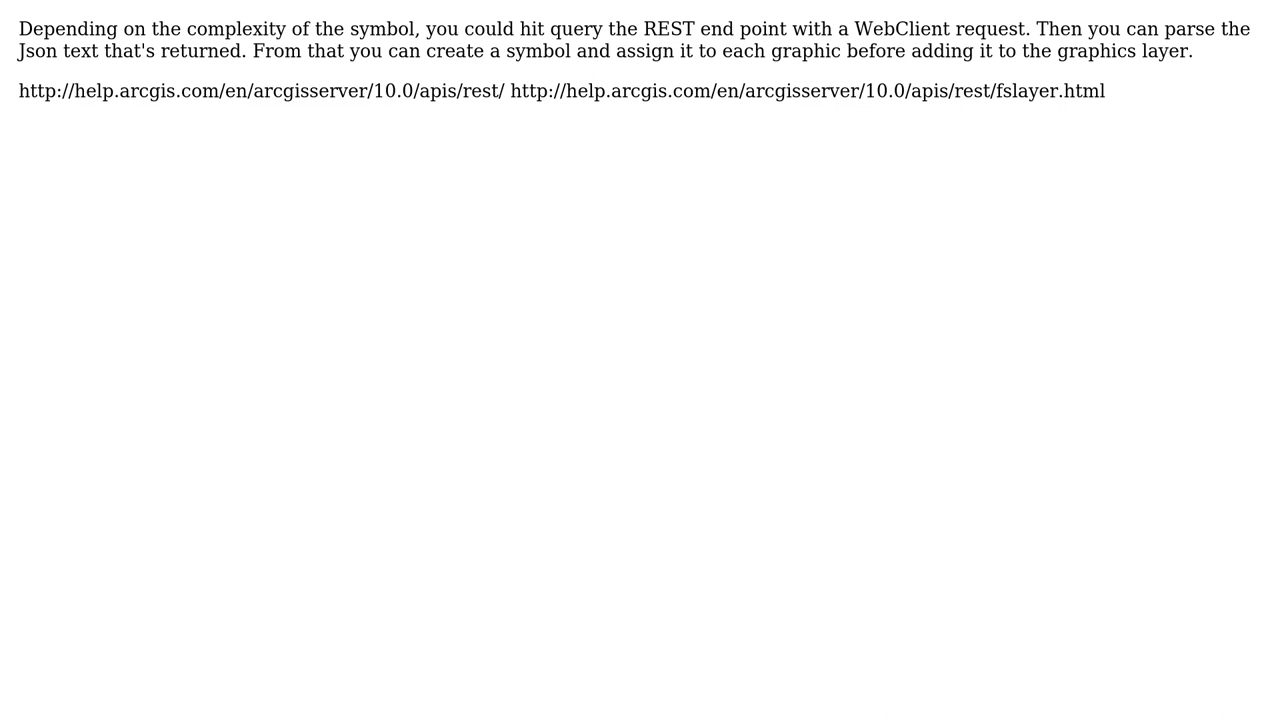 Depending on the complexity of the symbol, you could hit query the REST end point with a WebClient request. Then you can parse the
Json text that's returned. From that you can create a symbol and assign it to each graphic before adding it to the graphics layer.
http://help.arcgis.com/en/arcgisserver/10.0/apis/rest/ http://help.arcgis.com/en/arcgisserver/10.0/apis/rest/fslayer.html